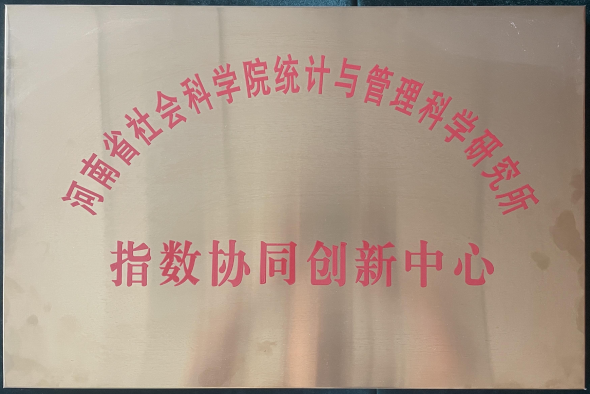 河南省社会科学院统计与管理科学研究所
指数协同创新中心